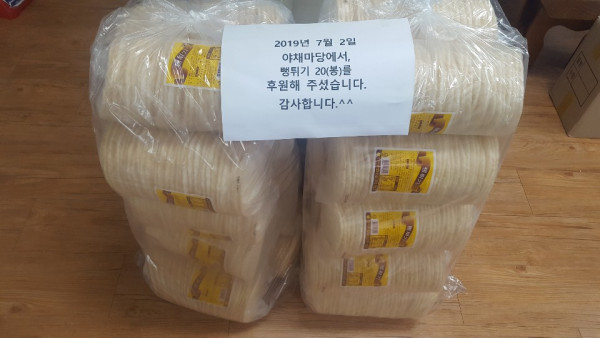 2019년 7월 2일
야채마당에서,
뻥튀기 20(봉)를
후원해 주셨습니다.
감사합니다.^^